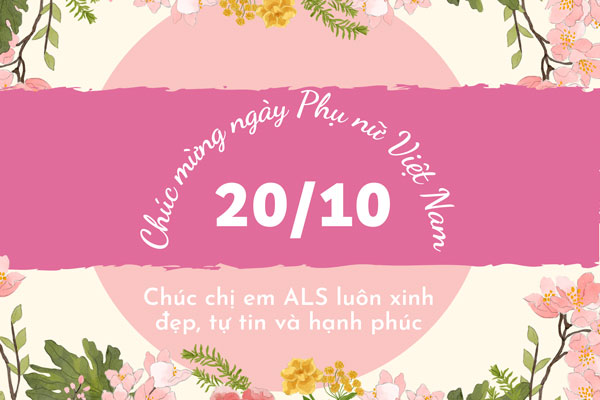 Chúc mừng ngày Phụ nữ Việt Nam
20/10
Chúc chị em ALS luôn xinh
đẹp, tự tin và hạnh phúc